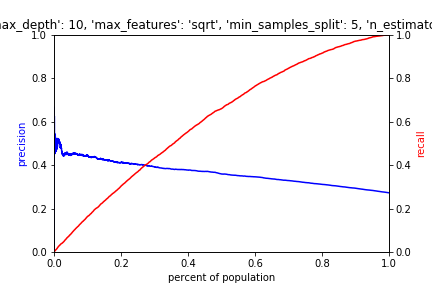 ax_depth': 10, 'max_features': 'sqrt', 'min_samples_split': 5, 'n_estimato
1.0 1.0
0.8 0.8
0.6 0.6
0.4 0.4
0.2 0.2
0.0 0.0
precision
recall
0.0 0.2 0.4 0.6 0.8 1.0
percent of population